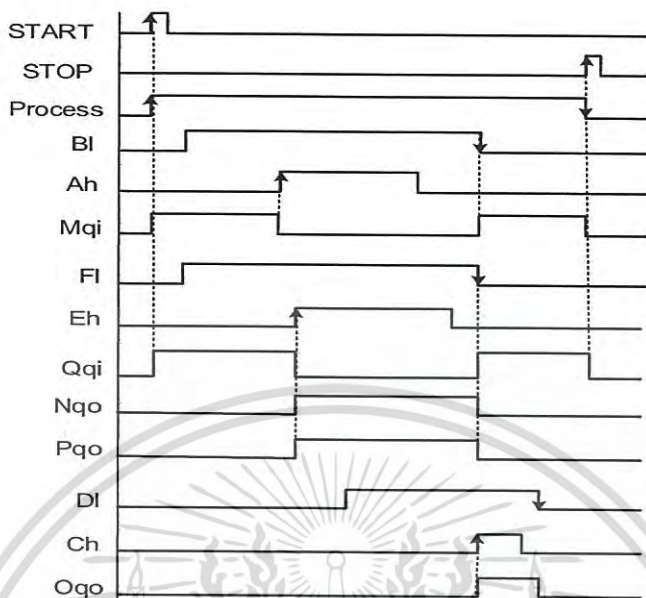 START
STOP
Process
Bl
Ah
Mqi
Fl
Eh
Qqi
Nqo
Pqo
Dl
Ch
Oqo